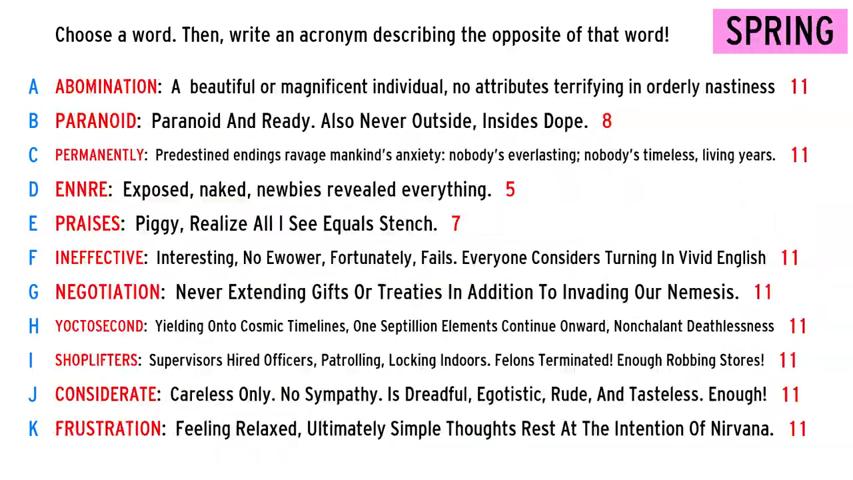 Choose a word. Then, write an acronym describing the opposite of that word!
SPRING
A ABOMINATION: A beautiful or magnificent individual, no attributes terrifying in orderly nastiness 11
B PARANOID: Paranoid And Ready. Also Never Outside, Insides Dope. 8
C PERMANENTLY: Predestined endings ravage mankind's anxiety: nobody's everlasting; nobody's timeless, living years. 11
D ENNRE: Exposed, naked, newbies revealed everything. 5
E PRAISES: Piggy, Realize All I See Equals Stench. 7
F INEFFECTIVE: Interesting, No Ewower, Fortunately, Fails. Everyone Considers Turning In Vivid English 11
G NEGOTIATION: Never Extending Gifts Or Treaties In Addition To Invading Our Nemesis. 11
H YOCTOSECOND: Yielding Onto Cosmic Timelines, One Septillion Elements Continue Onward, Nonchalant Deathlessness 11
I SHOPLIFTERS: Supervisors Hired Officers, Patrolling, Locking Indoors. Felons Terminated! Enough Robbing Stores! 11
J CONSIDERATE: Careless Only. No Sympathy. Is Dreadful, Egotistic, Rude, And Tasteless. Enough! 11
K FRUSTRATION: Feeling Relaxed, Ultimately Simple Thoughts Rest At The Intention Of Nirvana. 11